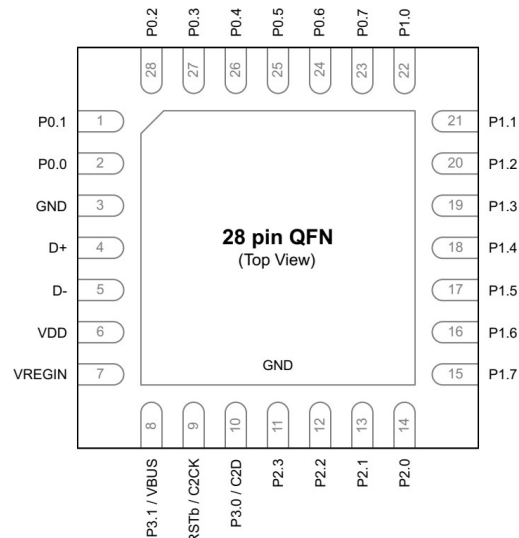 P0.2
P0.3
P0.4
P0.5
P0.6
P0.7
P1.0
28
27
26
25
24
23
22
P0.1 1
P0.0 2
GND 3
D+ 4
D- 5
VDD 6
VREGIN 7
28 pin QFN
(Top View)
GND
21 P1.1
20 P1.2
19 P1.3
18 P1.4
17 P1.5
16 P1.6
15 P1.7
8
9
10
11
12
13
14
P3.1 / VBUS
RSTb / C2CK
P3.0 / C2D
P2.3
P2.2
P2.1
P2.0